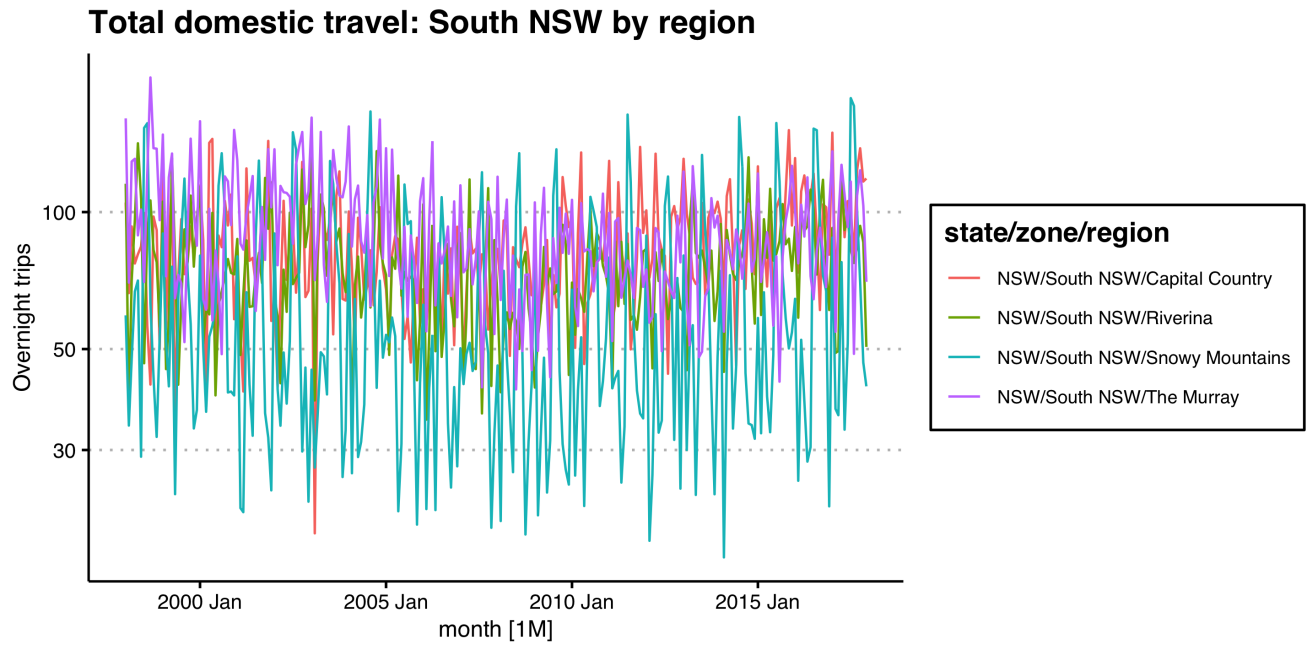 Total domestic travel: South NSW by region
Overnight trips
100
50
30
2000 Jan
2005 Jan
2010 Jan
2015 Jan
month [1M]
state/zone/region
NSW/South NSW/Capital Country
NSW/South NSW/Riverina
NSW/South NSW/Snowy Mountains
NSW/South NSW/The Murray